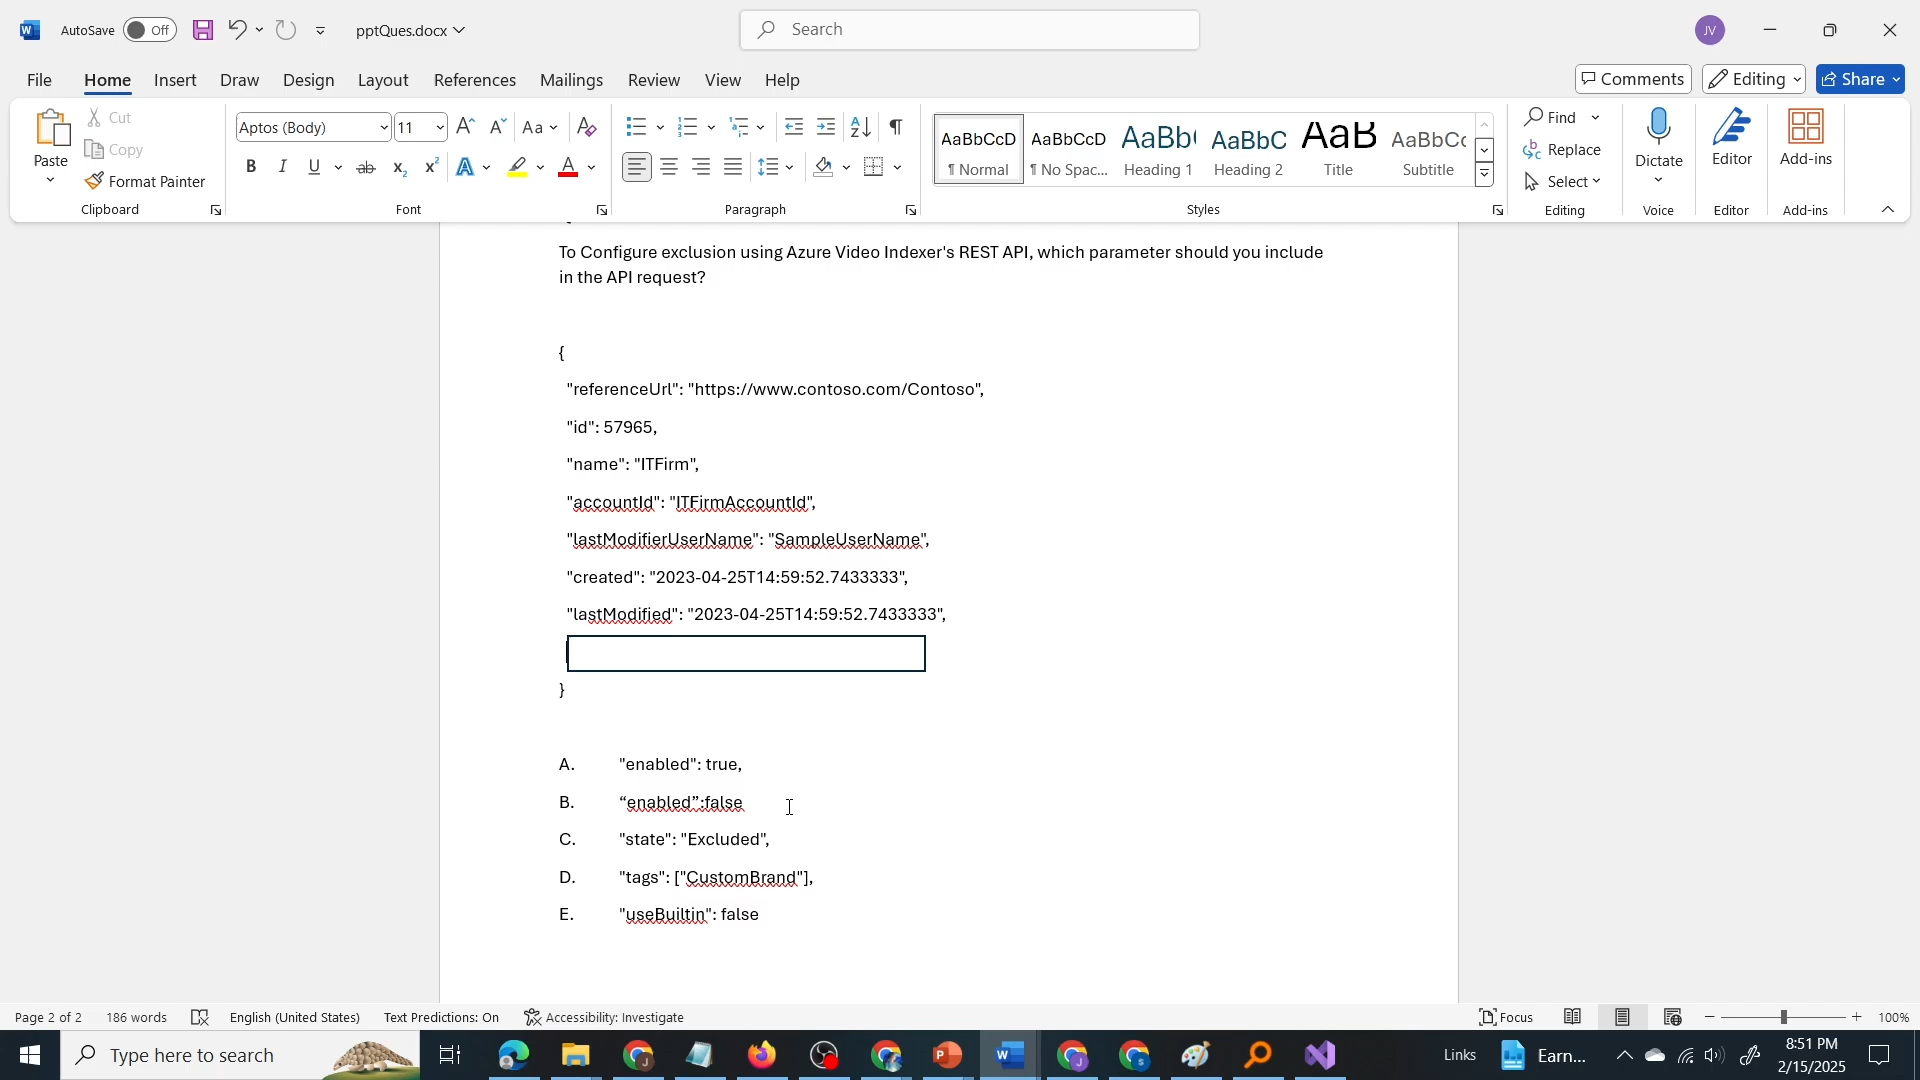 AutoSave Off pptQues.docx Search JV
File Home Insert Draw Design Layout References Mailings Review View Help Comments Editing Share
Paste Cut Copy Format Painter Clipboard
Aptos (Body) 11 Aa Font
Paragraph
AaBbCcD AaBbCcD AaBb( AaBbC AaB AaBbCc
¶ Normal ¶ No Spac... Heading 1 Heading 2 Title Subtitle
Styles
Find Replace Select Editing
Dictate Voice
Editor Editor
Add-ins Add-ins
To Configure exclusion using Azure Video Indexer's REST API, which parameter should you include
in the API request?
{
"referenceUrl": "https://www.contoso.com/Contoso",
"id": 57965,
"name": "ITFirm",
"accountId": "ITFirmAccountId",
"lastModifierUserName": "SampleUserName",
"created": "2023-04-25T14:59:52.7433333",
"lastModified": "2023-04-25T14:59:52.7433333",
}
A. "enabled": true,
B. “enabled”:false
C. "state": "Excluded",
D. "tags": ["CustomBrand"],
E. "useBuiltin": false
Page 2 of 2 186 words English (United States) Text Predictions: On Accessibility: Investigate Focus 100%
Type here to search Links Earn... 8:51 PM
2/15/2025